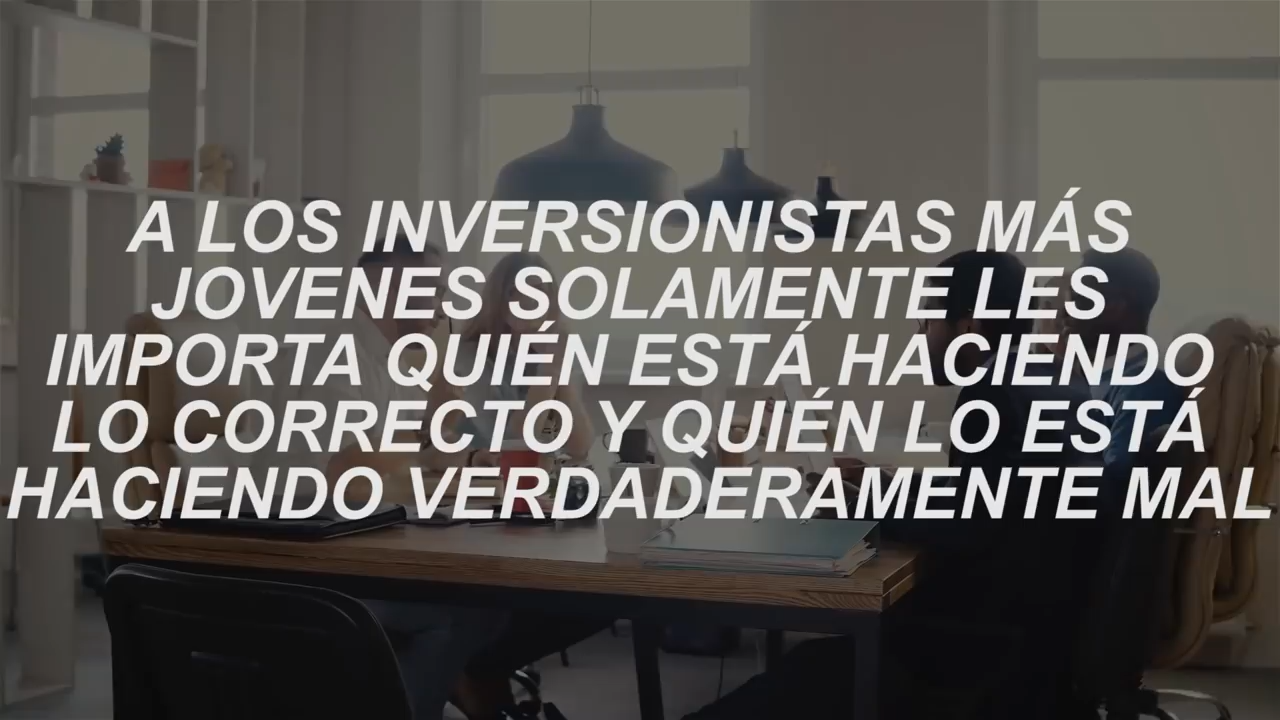 A LOS INVERSIONISTAS MÁS
JOVENES SOLAMENTE LES
IMPORTA QUIÉN ESTÁ HACIENDO
LO CORRECTO Y QUIÉN LO ESTÁ
HACIENDO VERDADERAMENTE MAL